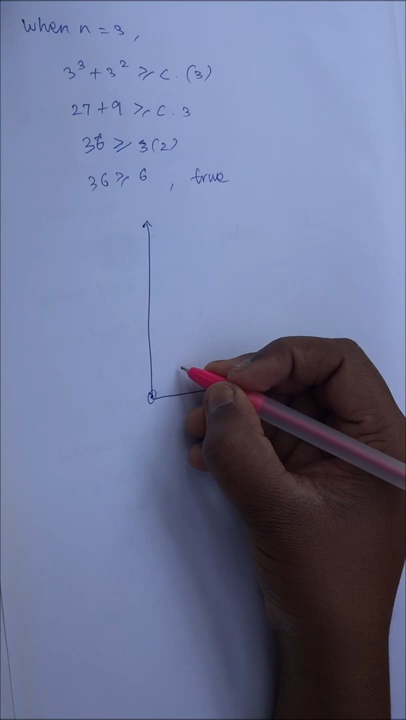 when n = 3,
3³ + 3² ≥ c. (3)
27 + 9 ≥ c. 3
36 ≥ 3(2)
36 ≥ 6 , true